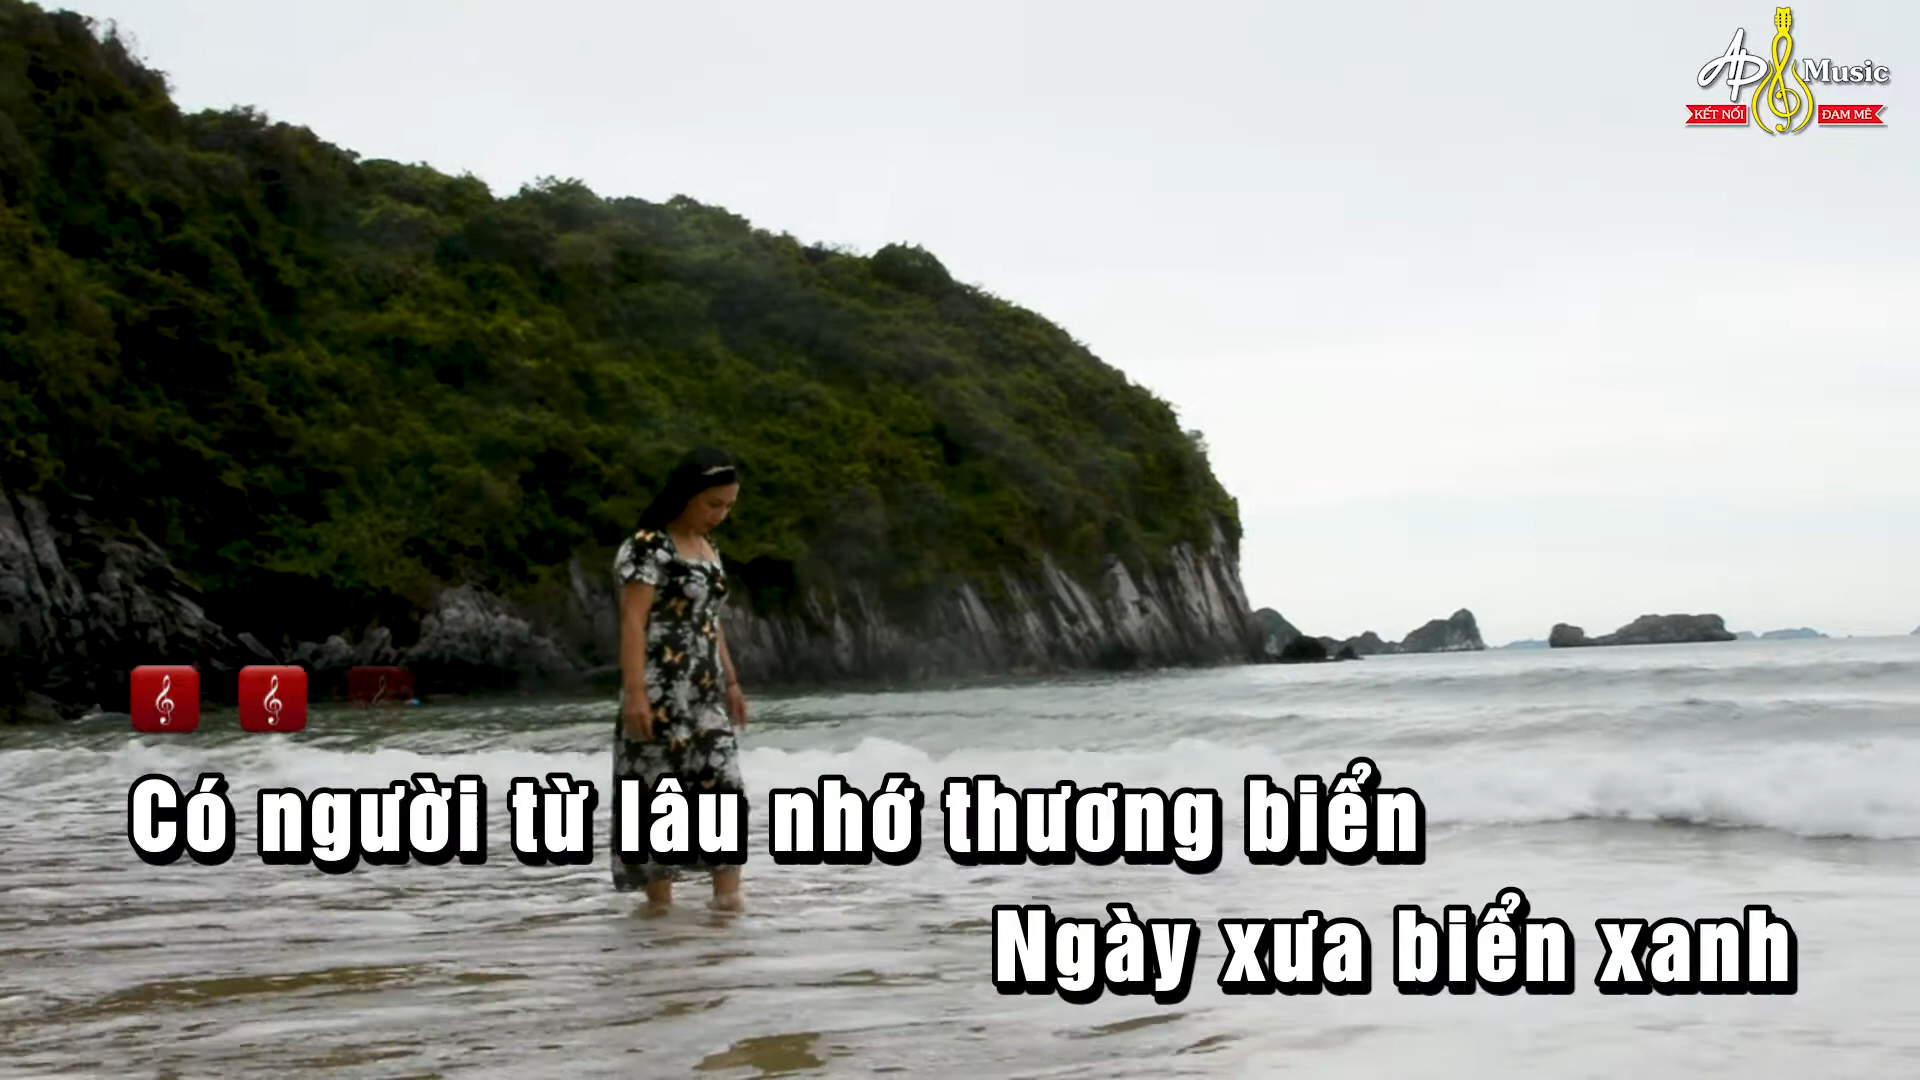 AP Music
KẾT NỐI ĐAM MÊ
Có người từ lâu nhớ thương biển
Ngày xưa biển xanh